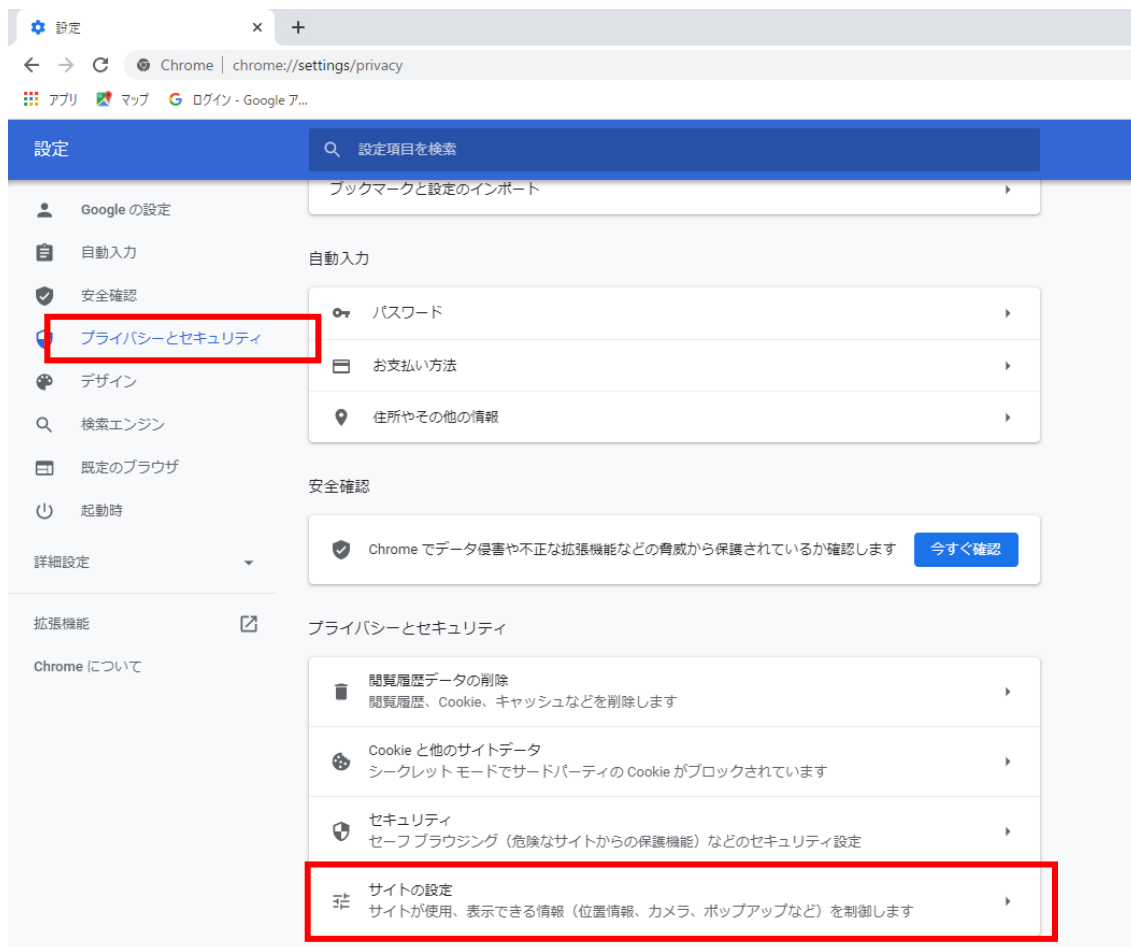 設定
Chrome | chrome://settings/privacy
アプリ マップ ログイン - Google ア...
設定
設定項目を検索
Google の設定
自動入力
安全確認
プライバシーとセキュリティ
デザイン
検索エンジン
既定のブラウザ
起動時
詳細設定
拡張機能
Chrome について
ブックマークと設定のインポート
自動入力
パスワード
お支払い方法
住所やその他の情報
安全確認
Chrome でデータ侵害や不正な拡張機能などの脅威から保護されているか確認します
今すぐ確認
プライバシーとセキュリティ
閲覧履歴データの削除
閲覧履歴、Cookie、キャッシュなどを削除します
Cookie と他のサイトデータ
シークレット モードでサードパーティの Cookie がブロックされています
セキュリティ
セーフ ブラウジング（危険なサイトからの保護機能）などのセキュリティ設定
サイトの設定
サイトが使用、表示できる情報（位置情報、カメラ、ポップアップなど）を制御します